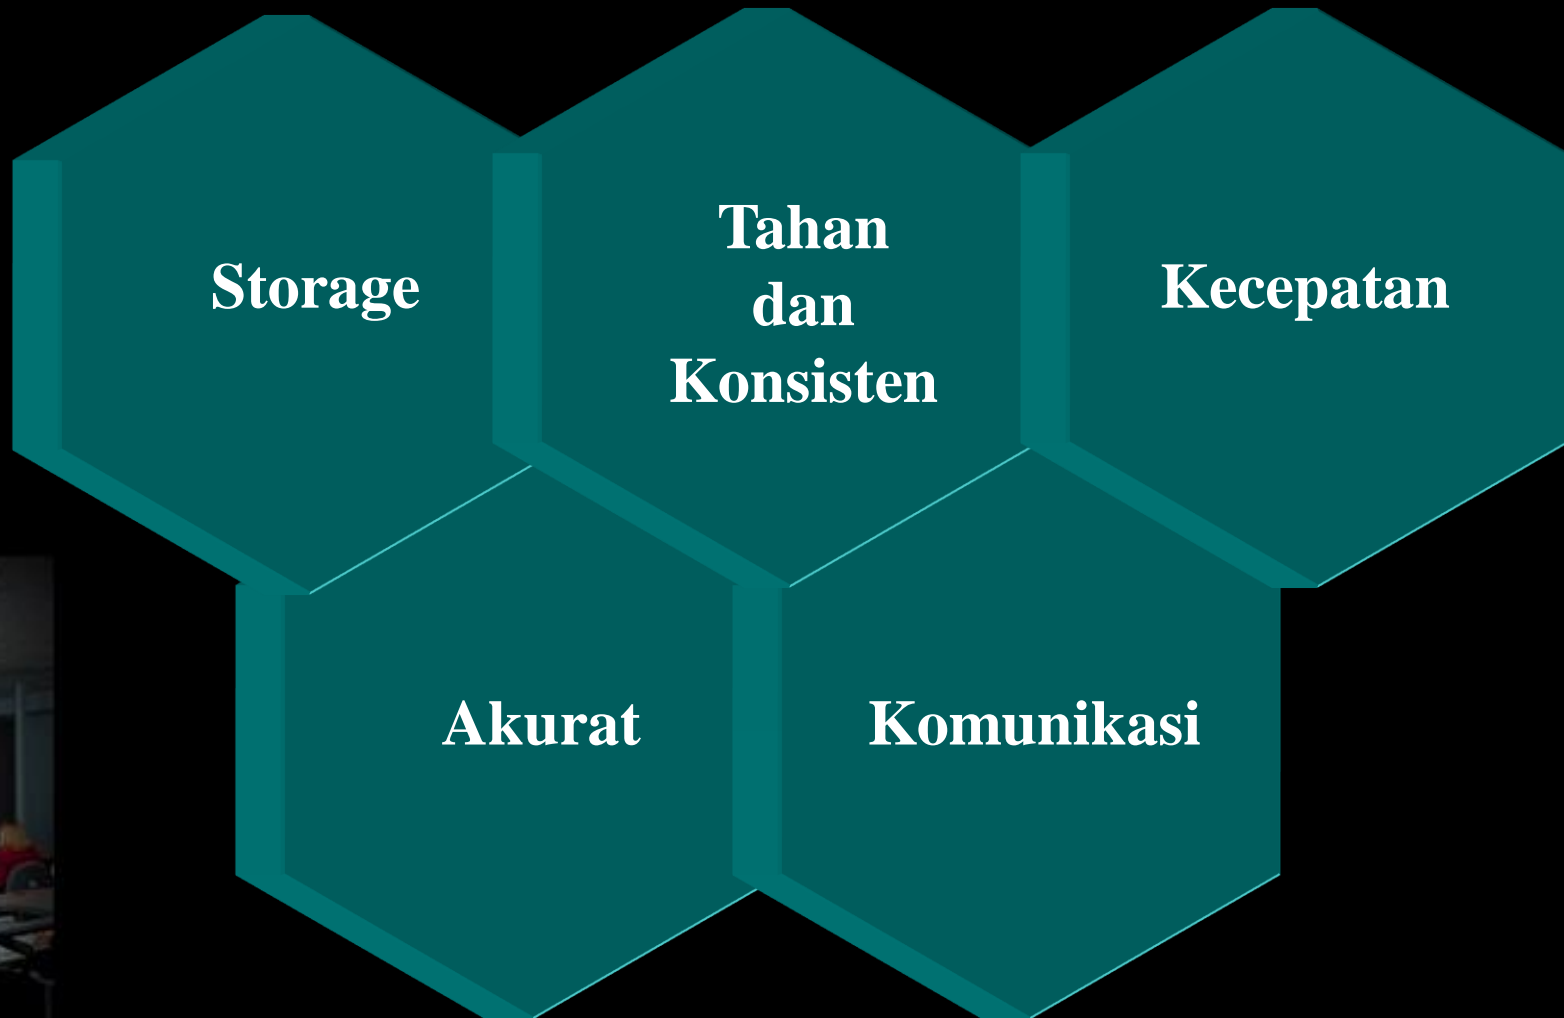 Storage
Tahan
dan
Konsisten
Kecepatan
Akurat
Komunikasi